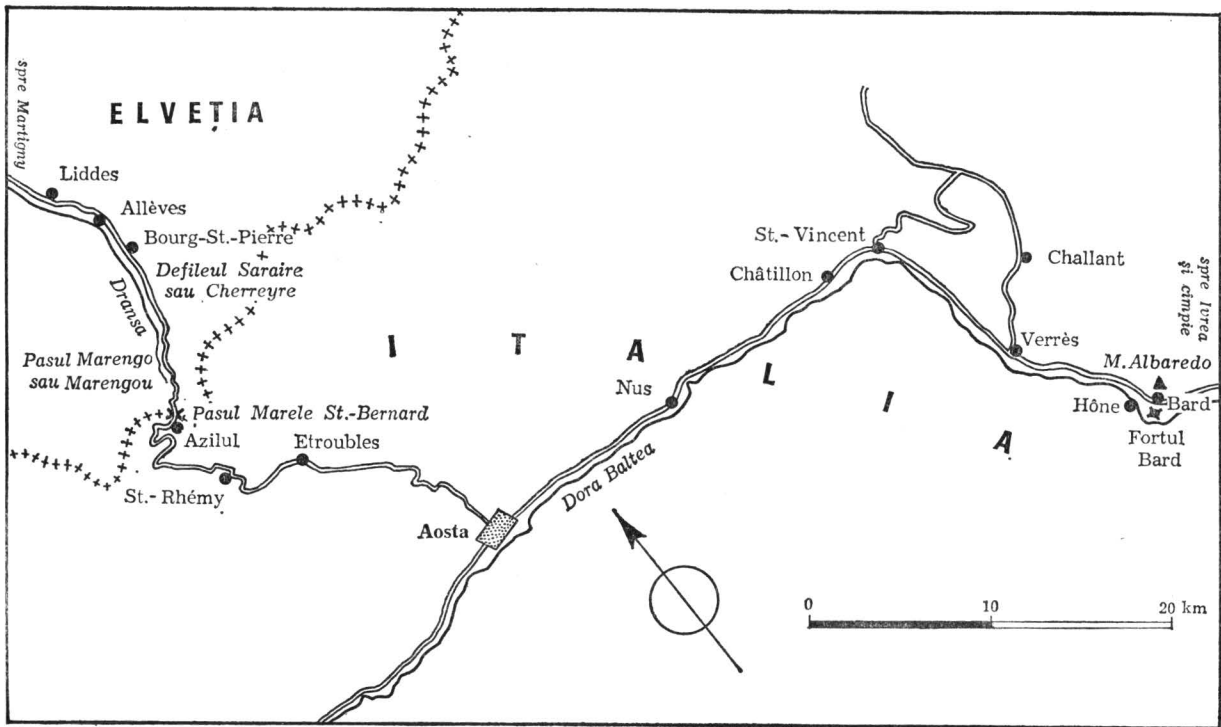 ELVEȚIA
spre Martigny
Liddes
Allèves
Bourg-St.-Pierre
Defileul Saraire
sau Cherreyre
Dransa
Pasul Marengo
sau Marengou
Pasul Marele St.-Bernard
Azilul
Etroubles
St.-Rhémy
Aosta
ITALIA
Nus
Dora Baltea
Châtillon
St.-Vincent
Challant
Verrès
spre Ivrea
și cîmpie
M. Albaredo
Hône
Bard
Fortul
Bard
0 10 20 km